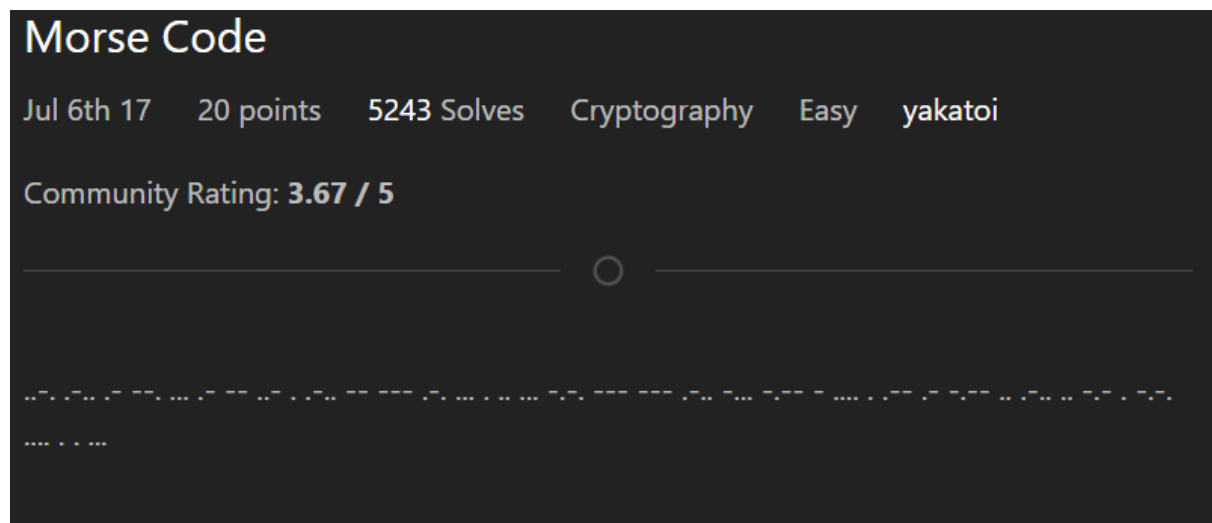 Morse Code
Jul 6th 17 20 points 5243 Solves Cryptography Easy yakatoi
Community Rating: 3.67 / 5
..-. .-.. .- --. ... .- -- ..- . .-.. -- --- .-. ... . .. ... -.-. --- --- .-.. -... -.-- - .... . .-- .- -.-- .. .-.. .. -.- . -.-.
.... . . ...